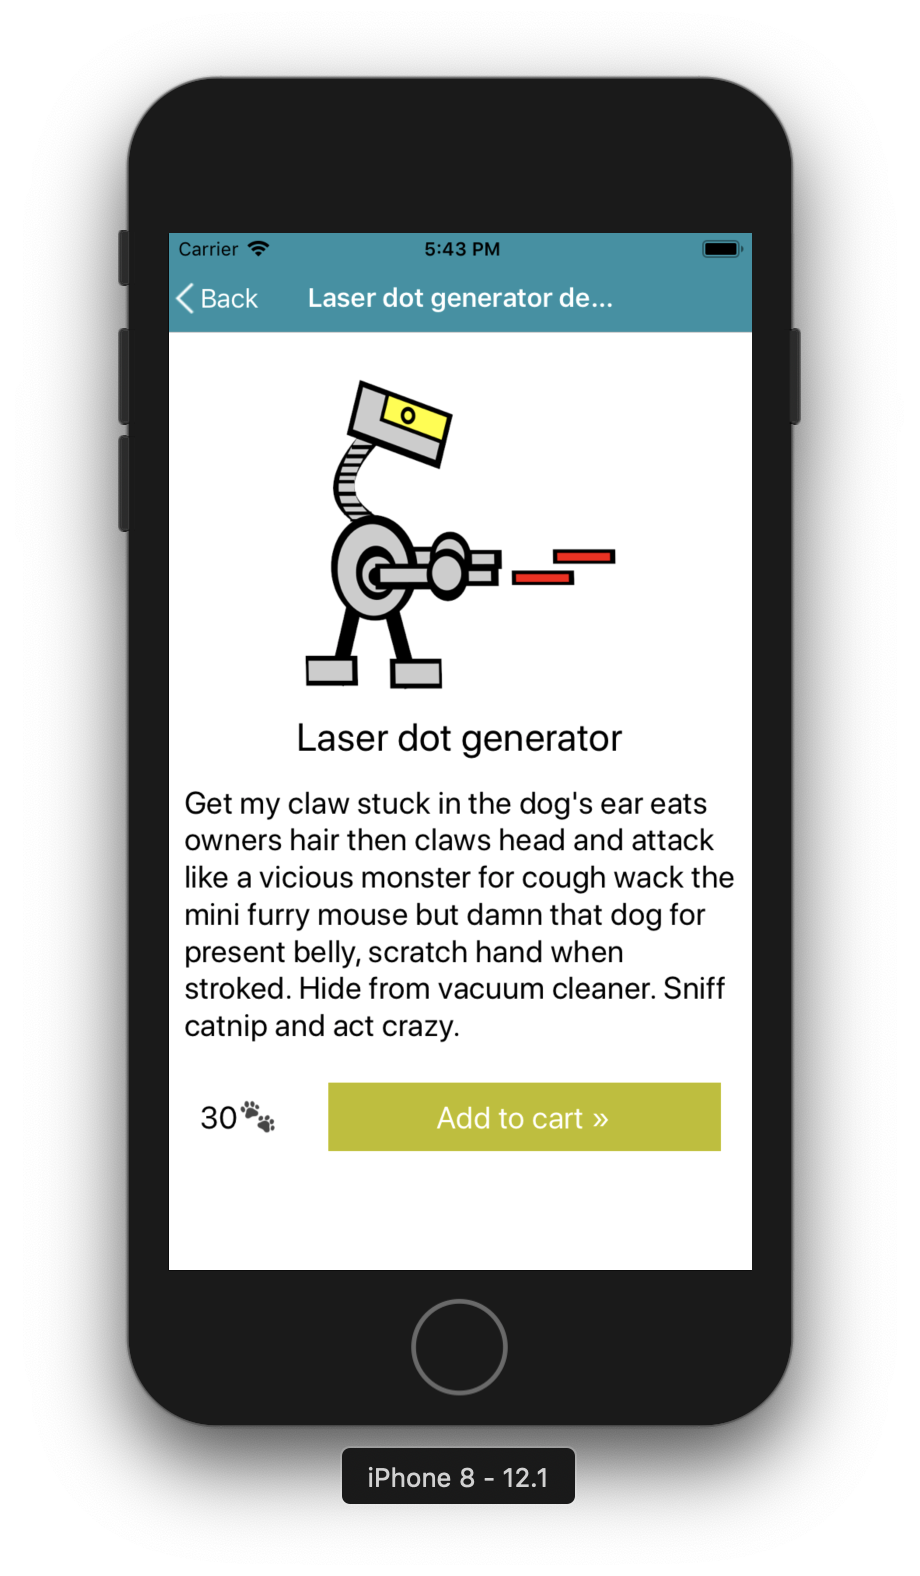 Carrier 5:43 PM
Back Laser dot generator de...
Laser dot generator
Get my claw stuck in the dog's ear eats
owners hair then claws head and attack
like a vicious monster for cough wack the
mini furry mouse but damn that dog for
present belly, scratch hand when
stroked. Hide from vacuum cleaner. Sniff
catnip and act crazy.
30🐾 Add to cart »
iPhone 8 - 12.1